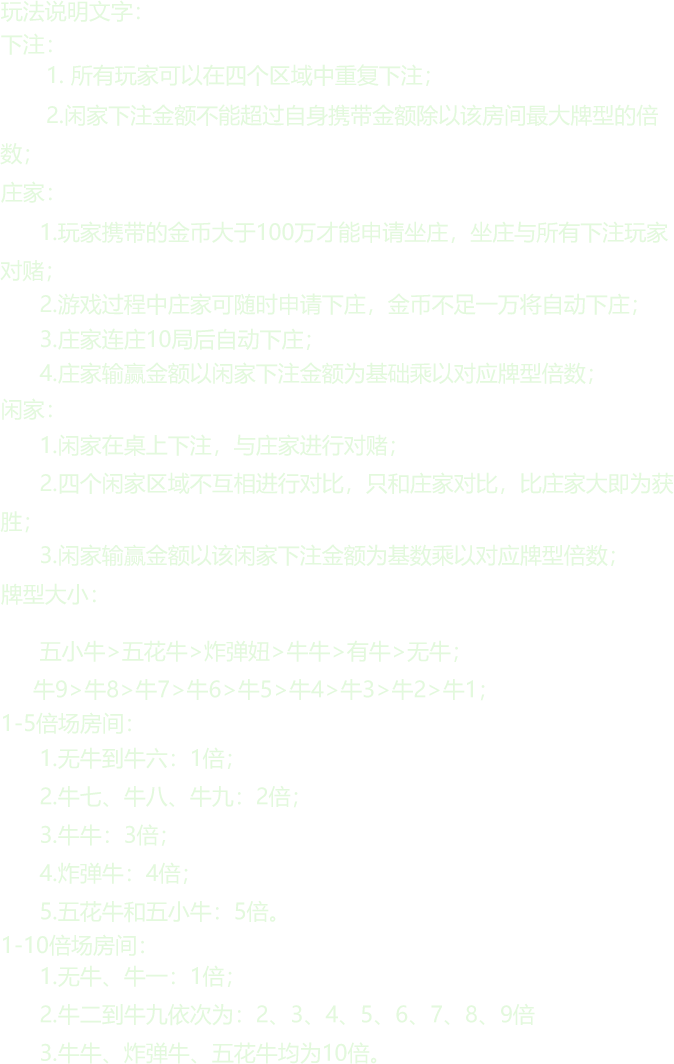 玩法说明文字：
下注：
1. 所有玩家可以在四个区域中重复下注；
2.闲家下注金额不能超过自身携带金额除以该房间最大牌型的倍
数；
庄家：
1.玩家携带的金币大于100万才能申请坐庄，坐庄与所有下注玩家
对赌；
2.游戏过程中庄家可随时申请下庄，金币不足一万将自动下庄；
3.庄家连庄10局后自动下庄；
4.庄家输赢金额以闲家下注金额为基础乘以对应牌型倍数；
闲家：
1.闲家在桌上下注，与庄家进行对赌；
2.四个闲家区域不互相进行对比，只和庄家对比，比庄家大即为获
胜；
3.闲家输赢金额以该闲家下注金额为基数乘以对应牌型倍数；
牌型大小：
五小牛>五花牛>炸弹妞>牛牛>有牛>无牛；
牛9>牛8>牛7>牛6>牛5>牛4>牛3>牛2>牛1；
1-5倍场房间：
1.无牛到牛六：1倍；
2.牛七、牛八、牛九：2倍；
3.牛牛：3倍；
4.炸弹牛：4倍；
5.五花牛和五小牛：5倍。
1-10倍场房间：
1.无牛、牛一：1倍；
2.牛二到牛九依次为：2、3、4、5、6、7、8、9倍
3.牛牛、炸弹牛、五花牛均为10倍。